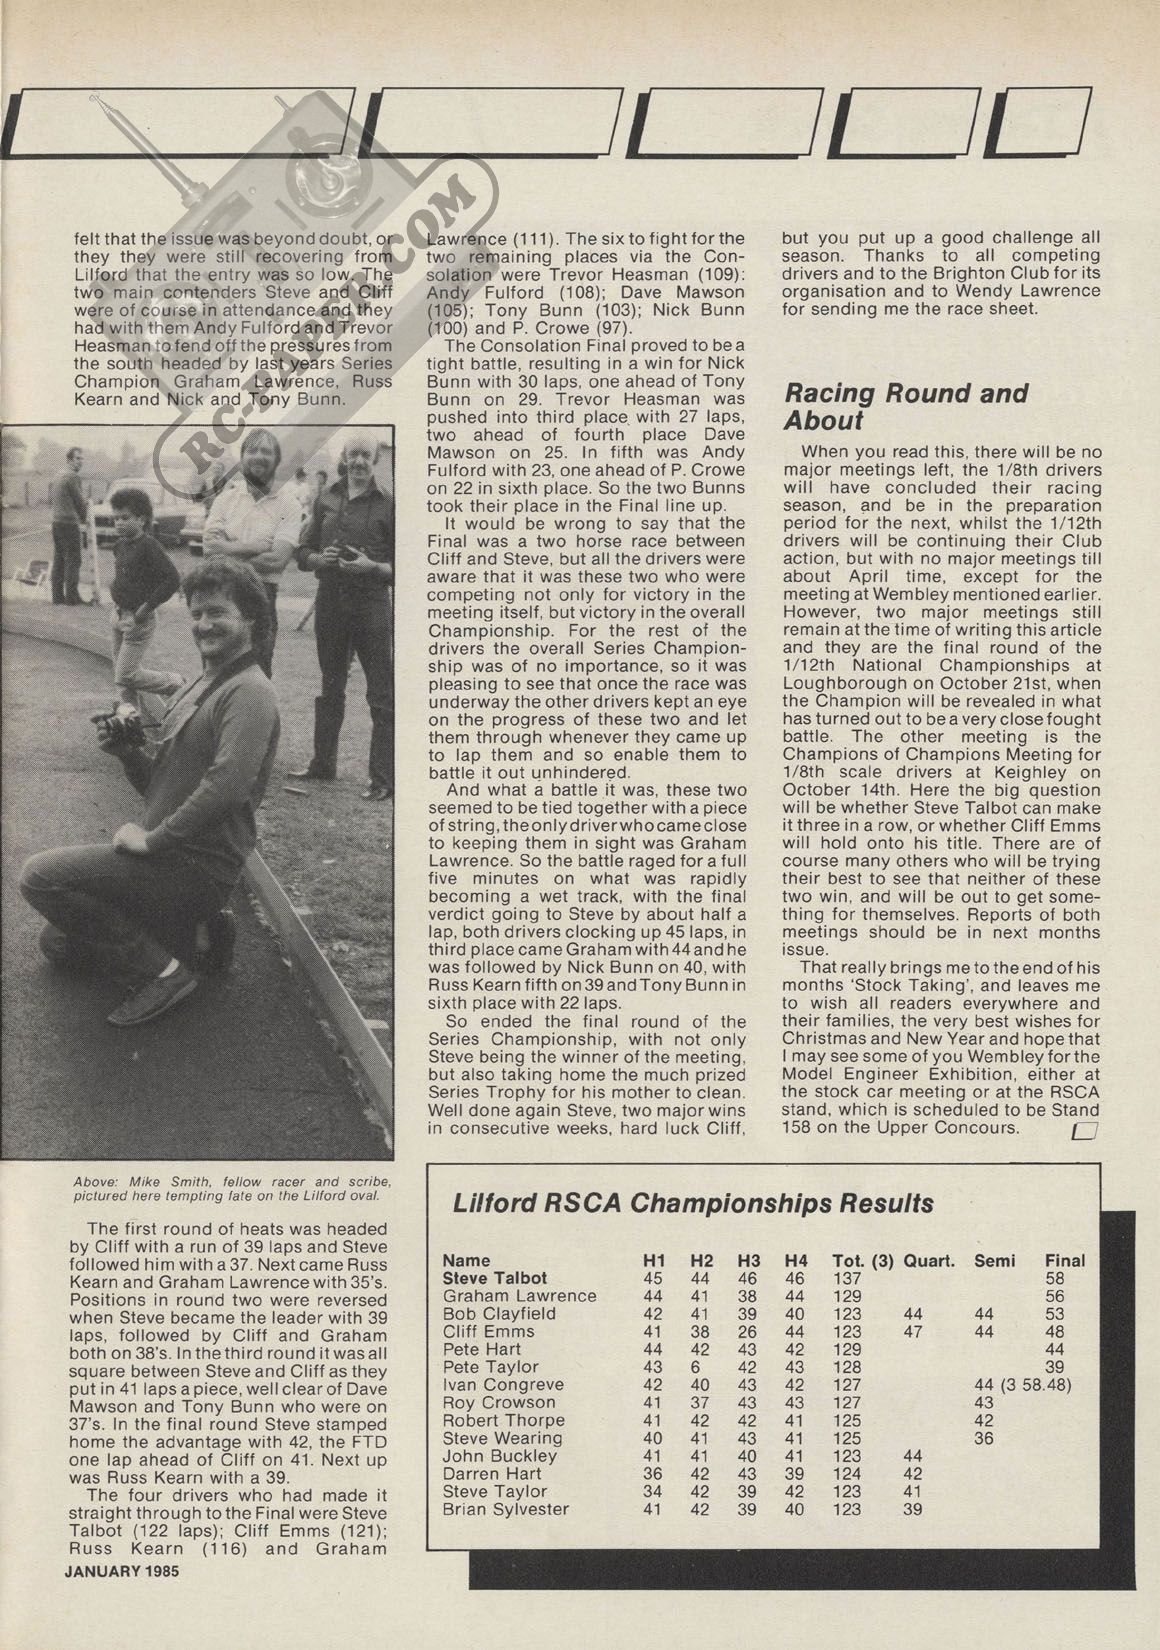 felt that the issue was beyond doubt, or
they they were still recovering from
Lilford that the entry was so low. The
two main contenders Steve and Cliff
were of course in attendance and they
had with them Andy Fulford and Trevor
Heasman to fend off the pressures from
the south headed by last years Series
Champion Graham Lawrence, Russ
Kearn and Nick and Tony Bunn.
RC-PAPER.COM
Above: Mike Smith, fellow racer and scribe,
pictured here tempting fate on the Lilford oval.
The first round of heats was headed
by Cliff with a run of 39 laps and Steve
followed him with a 37. Next came Russ
Kearn and Graham Lawrence with 35's.
Positions in round two were reversed
when Steve became the leader with 39
laps, followed by Cliff and Graham
both on 38's. In the third round it was all
square between Steve and Cliff as they
put in 41 laps a piece, well clear of Dave
Mawson and Tony Bunn who were on
37's. In the final round Steve stamped
home the advantage with 42, the FTD
one lap ahead of Cliff on 41. Next up
was Russ Kearn with a 39.
The four drivers who had made it
straight through to the Final were Steve
Talbot (122 laps); Cliff Emms (121);
Russ Kearn (116) and Graham
Lawrence (111). The six to fight for the
two remaining places via the Con-
solation were Trevor Heasman (109):
Andy Fulford (108); Dave Mawson
(105); Tony Bunn (103); Nick Bunn
(100) and P. Crowe (97).
The Consolation Final proved to be a
tight battle, resulting in a win for Nick
Bunn with 30 laps, one ahead of Tony
Bunn on 29. Trevor Heasman was
pushed into third place with 27 laps,
two ahead of fourth place Dave
Mawson on 25. In fifth was Andy
Fulford with 23, one ahead of P. Crowe
on 22 in sixth place. So the two Bunns
took their place in the Final line up.
It would be wrong to say that the
Final was a two horse race between
Cliff and Steve, but all the drivers were
aware that it was these two who were
competing not only for victory in the
meeting itself, but victory in the overall
Championship. For the rest of the
drivers the overall Series Champion-
ship was of no importance, so it was
pleasing to see that once the race was
underway the other drivers kept an eye
on the progress of these two and let
them through whenever they came up
to lap them and so enable them to
battle it out unhindered.
And what a battle it was, these two
seemed to be tied together with a piece
of string, the only driver who came close
to keeping them in sight was Graham
Lawrence. So the battle raged for a full
five minutes on what was rapidly
becoming a wet track, with the final
verdict going to Steve by about half a
lap, both drivers clocking up 45 laps, in
third place came Graham with 44 and he
was followed by Nick Bunn on 40, with
Russ Kearn fifth on 39 and Tony Bunn in
sixth place with 22 laps.
So ended the final round of the
Series Championship, with not only
Steve being the winner of the meeting,
but also taking home the much prized
Series Trophy for his mother to clean.
Well done again Steve, two major wins
in consecutive weeks, hard luck Cliff,
but you put up a good challenge all
season. Thanks to all competing
drivers and to the Brighton Club for its
organisation and to Wendy Lawrence
for sending me the race sheet.
Racing Round and
About
When you read this, there will be no
major meetings left, the 1/8th drivers
will have concluded their racing
season, and be in the preparation
period for the next, whilst the 1/12th
drivers will be continuing their Club
action, but with no major meetings till
about April time, except for the
meeting at Wembley mentioned earlier.
However, two major meetings still
remain at the time of writing this article
and they are the final round of the
1/12th National Championships at
Loughborough on October 21st, when
the Champion will be revealed in what
has turned out to be a very close fought
battle. The other meeting is the
Champions of Champions Meeting for
1/8th scale drivers at Keighley on
October 14th. Here the big question
will be whether Steve Talbot can make
it three in a row, or whether Cliff Emms
will hold onto his title. There are of
course many others who will be trying
their best to see that neither of these
two win, and will be out to get some-
thing for themselves. Reports of both
meetings should be in next months
issue.
That really brings me to the end of his
months 'Stock Taking', and leaves me
to wish all readers everywhere and
their families, the very best wishes for
Christmas and New Year and hope that
I may see some of you Wembley for the
Model Engineer Exhibition, either at
the stock car meeting or at the RSCA
stand, which is scheduled to be Stand
158 on the Upper Concours.
Lilford RSCA Championships Results
Name H1 H2 H3 H4 Tot. (3) Quart. Semi Final
Steve Talbot 45 44 46 46 137 58
Graham Lawrence 44 41 38 44 129 56
Bob Clayfield 42 41 39 40 123 44 44 53
Cliff Emms 41 38 26 44 123 47 44 48
Pete Hart 44 42 43 42 129 44
Pete Taylor 43 6 42 43 128 39
Ivan Congreve 42 40 43 42 127 44 (3 58.48)
Roy Crowson 41 37 43 43 127 43
Robert Thorpe 41 42 42 41 125 42
Steve Wearing 40 41 43 41 125 36
John Buckley 41 41 40 41 123 44
Darren Hart 36 42 43 39 124 42
Steve Taylor 34 42 39 42 123 41
Brian Sylvester 41 42 39 40 123 39
JANUARY 1985